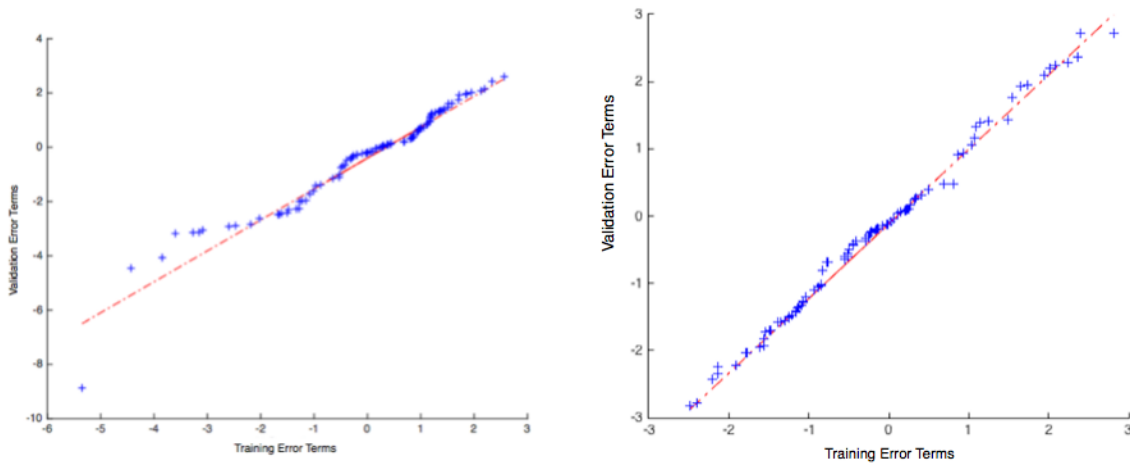 4
2
0
-2
-4
-6
-8
-10
-6 -5 -4 -3 -2 -1 0 1 2 3
Validation Error Terms
Training Error Terms
3
2
1
0
-1
-2
-3
-3 -2 -1 0 1 2 3
Validation Error Terms
Training Error Terms